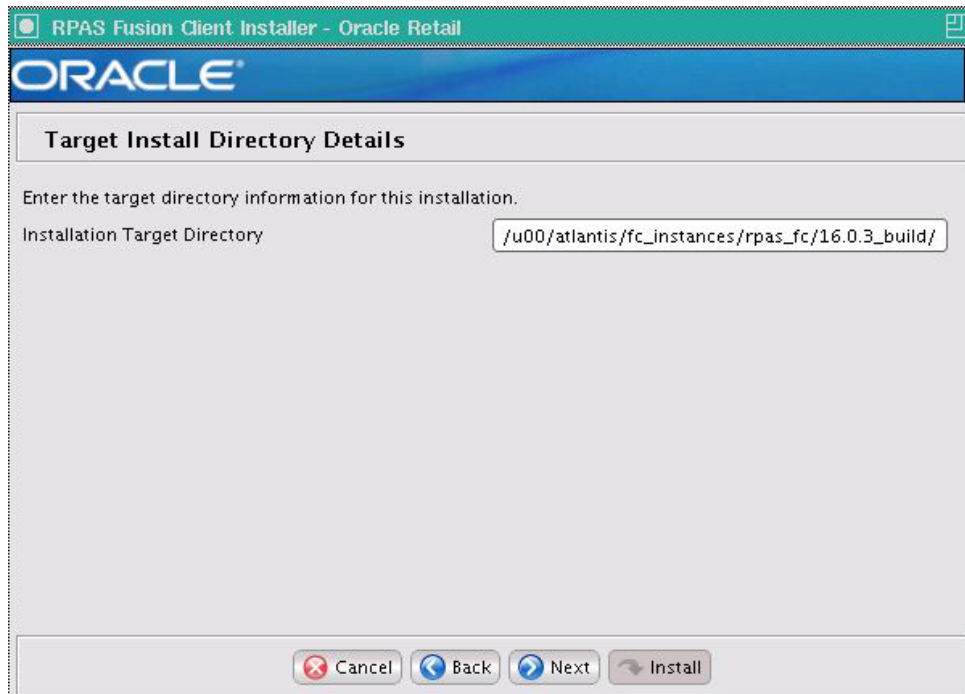 RPAS Fusion Client Installer - Oracle Retail
ORACLE®
Target Install Directory Details
Enter the target directory information for this installation.
Installation Target Directory /u00/atlantis/fc_instances/rpas_fc/16.0.3_build/
Cancel Back Next Install